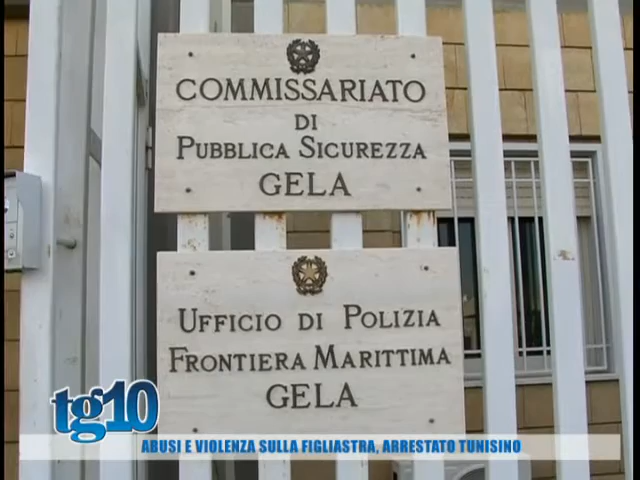 COMMISSARIATO
DI
PUBBLICA SICUREZZA
GELA
UFFICIO DI POLIZIA
FRONTIERA MARITTIMA
GELA
tg10
ABUSI E VIOLENZA SULLA FIGLIASTRA, ARRESTATO TUNISINO